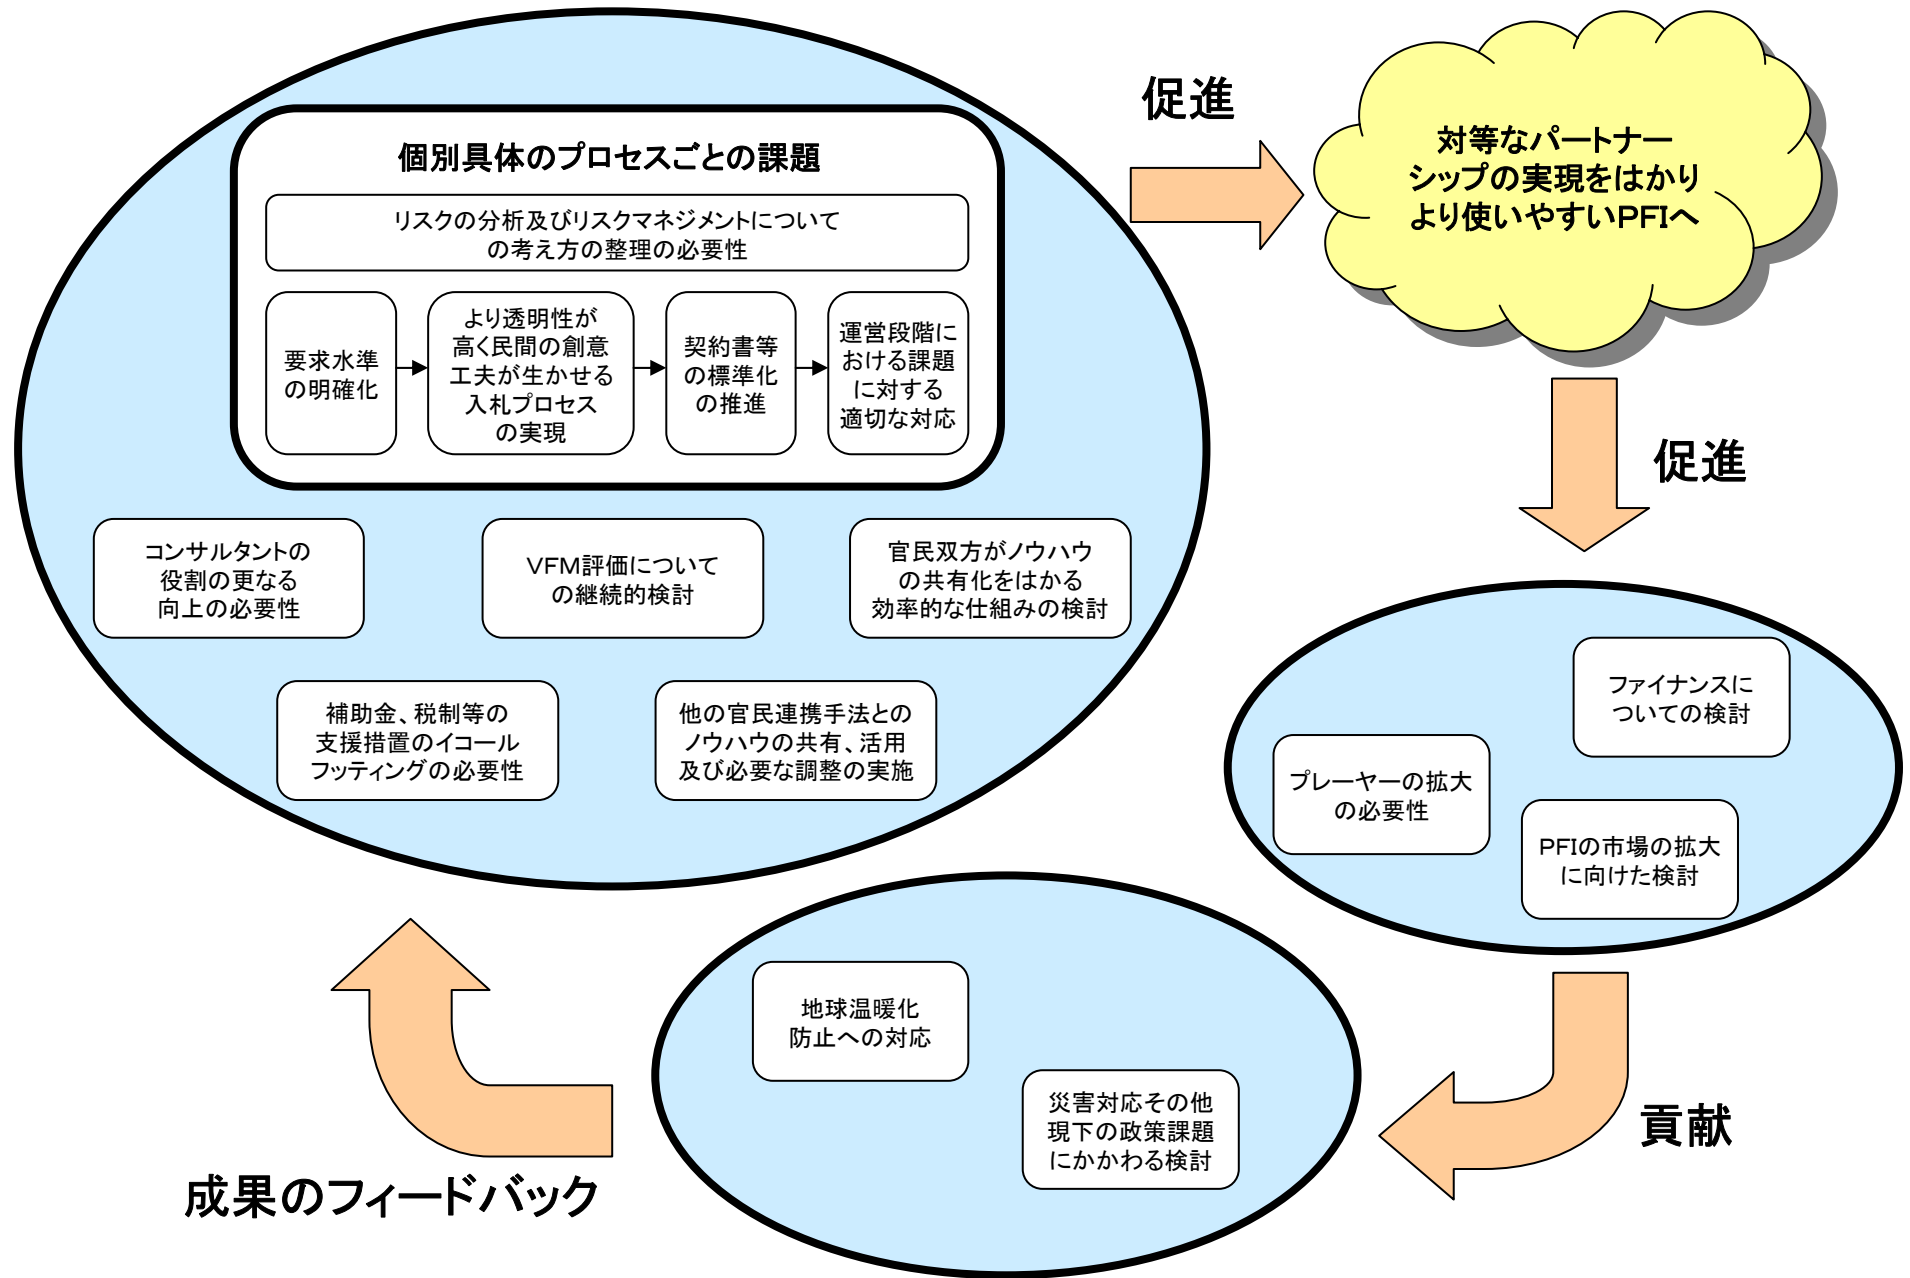 個別具体のプロセスごとの課題
リスクの分析及びリスクマネジメントについて
の考え方の整理の必要性
要求水準
の明確化
より透明性が
高く民間の創意
工夫が生かせる
入札プロセス
の実現
契約書等
の標準化
の推進
運営段階に
おける課題
に対する
適切な対応
コンサルタントの
役割の更なる
向上の必要性
VFM評価について
の継続的検討
官民双方がノウハウ
の共有化をはかる
効率的な仕組みの検討
補助金、税制等の
支援措置のイコール
フッティングの必要性
他の官民連携手法との
ノウハウの共有、活用
及び必要な調整の実施
促進
対等なパートナー
シップの実現をはかり
より使いやすいPFIへ
促進
ファイナンスに
ついての検討
プレーヤーの拡大
の必要性
PFIの市場の拡大
に向けた検討
貢献
地球温暖化
防止への対応
災害対応その他
現下の政策課題
にかかわる検討
成果のフィードバック